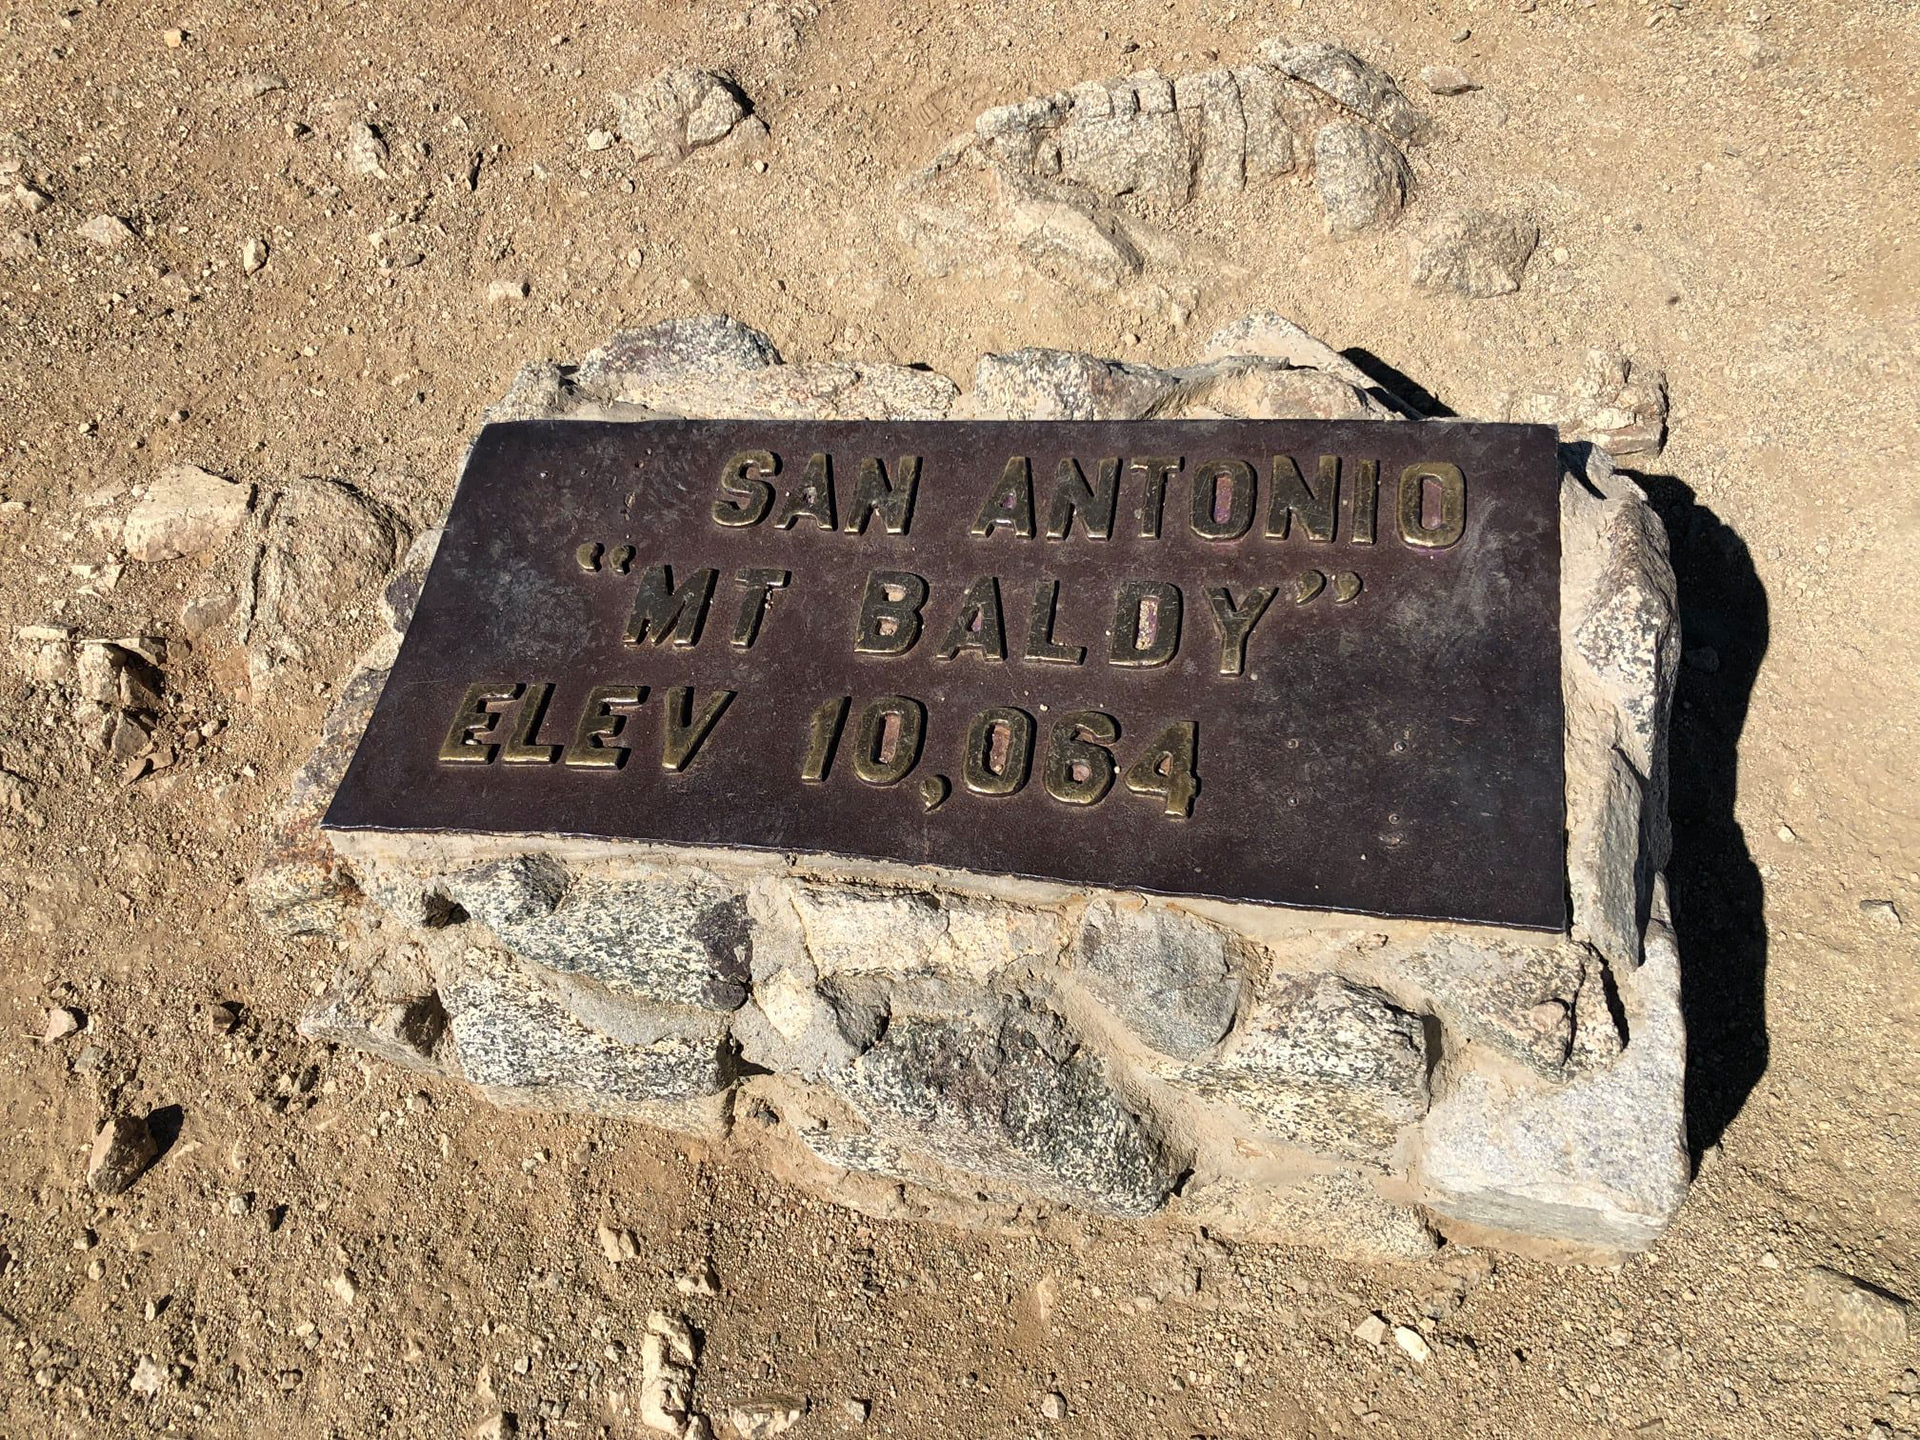 SAN ANTONIO
“MT BALDY”
ELEV 10,064